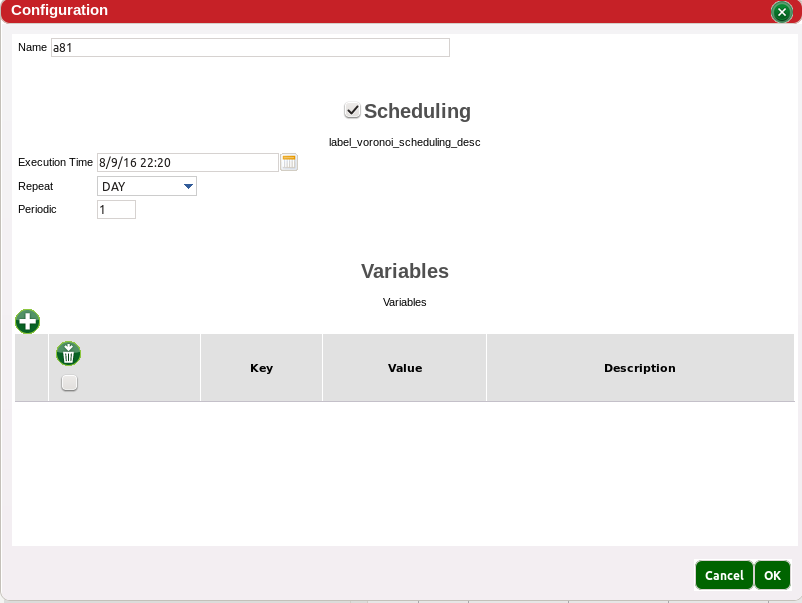 Configuration
Name a81
Scheduling
label_voronoi_scheduling_desc
Execution Time 8/9/16 22:20
Repeat DAY
Periodic 1
Variables
Variables
Key Value Description
Cancel OK